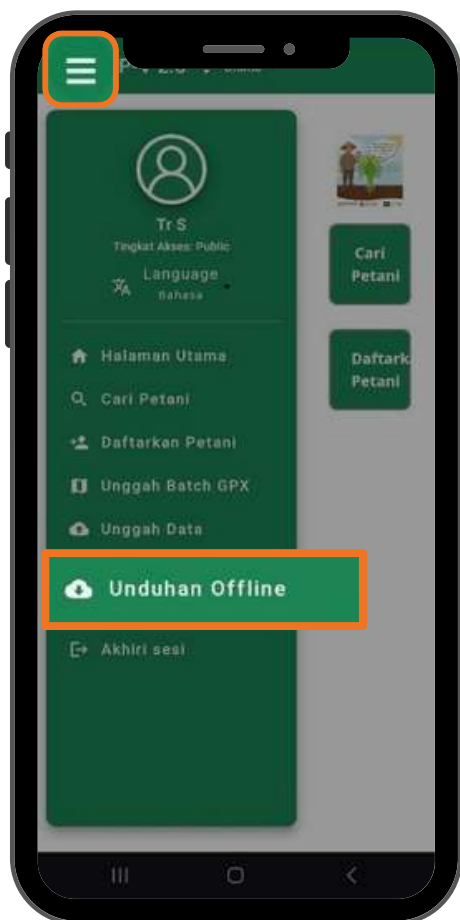 Tr S
Tingkat Akses: Public
Language
Bahasa
Halaman Utama
Cari Petani
Daftarkan Petani
Unggah Batch GPX
Unggah Data
Unduhan Offline
Akhiri sesi
Cari
Petani
Daftark
Petani